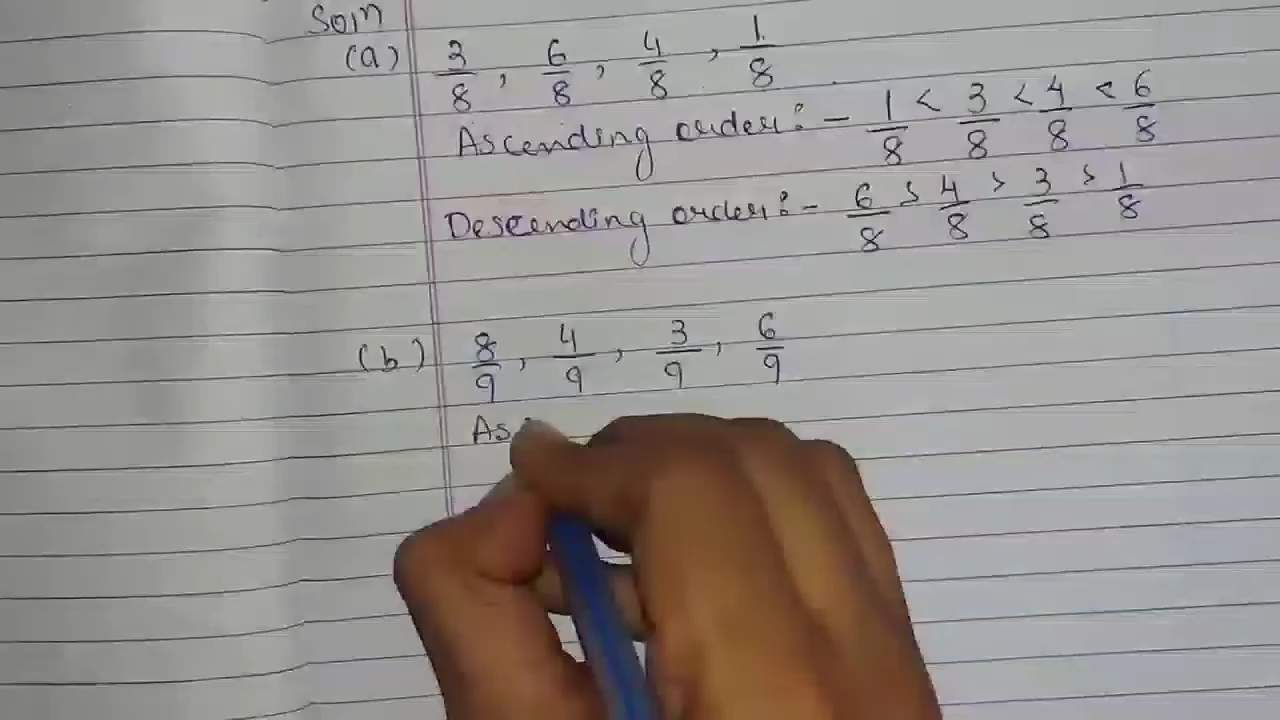 Soln
(a) 3/8, 6/8, 4/8, 1/8
Ascending order:- 1/8 < 3/8 < 4/8 < 6/8
Descending order:- 6/8 > 4/8 > 3/8 > 1/8
(b) 8/9, 4/9, 3/9, 6/9
As